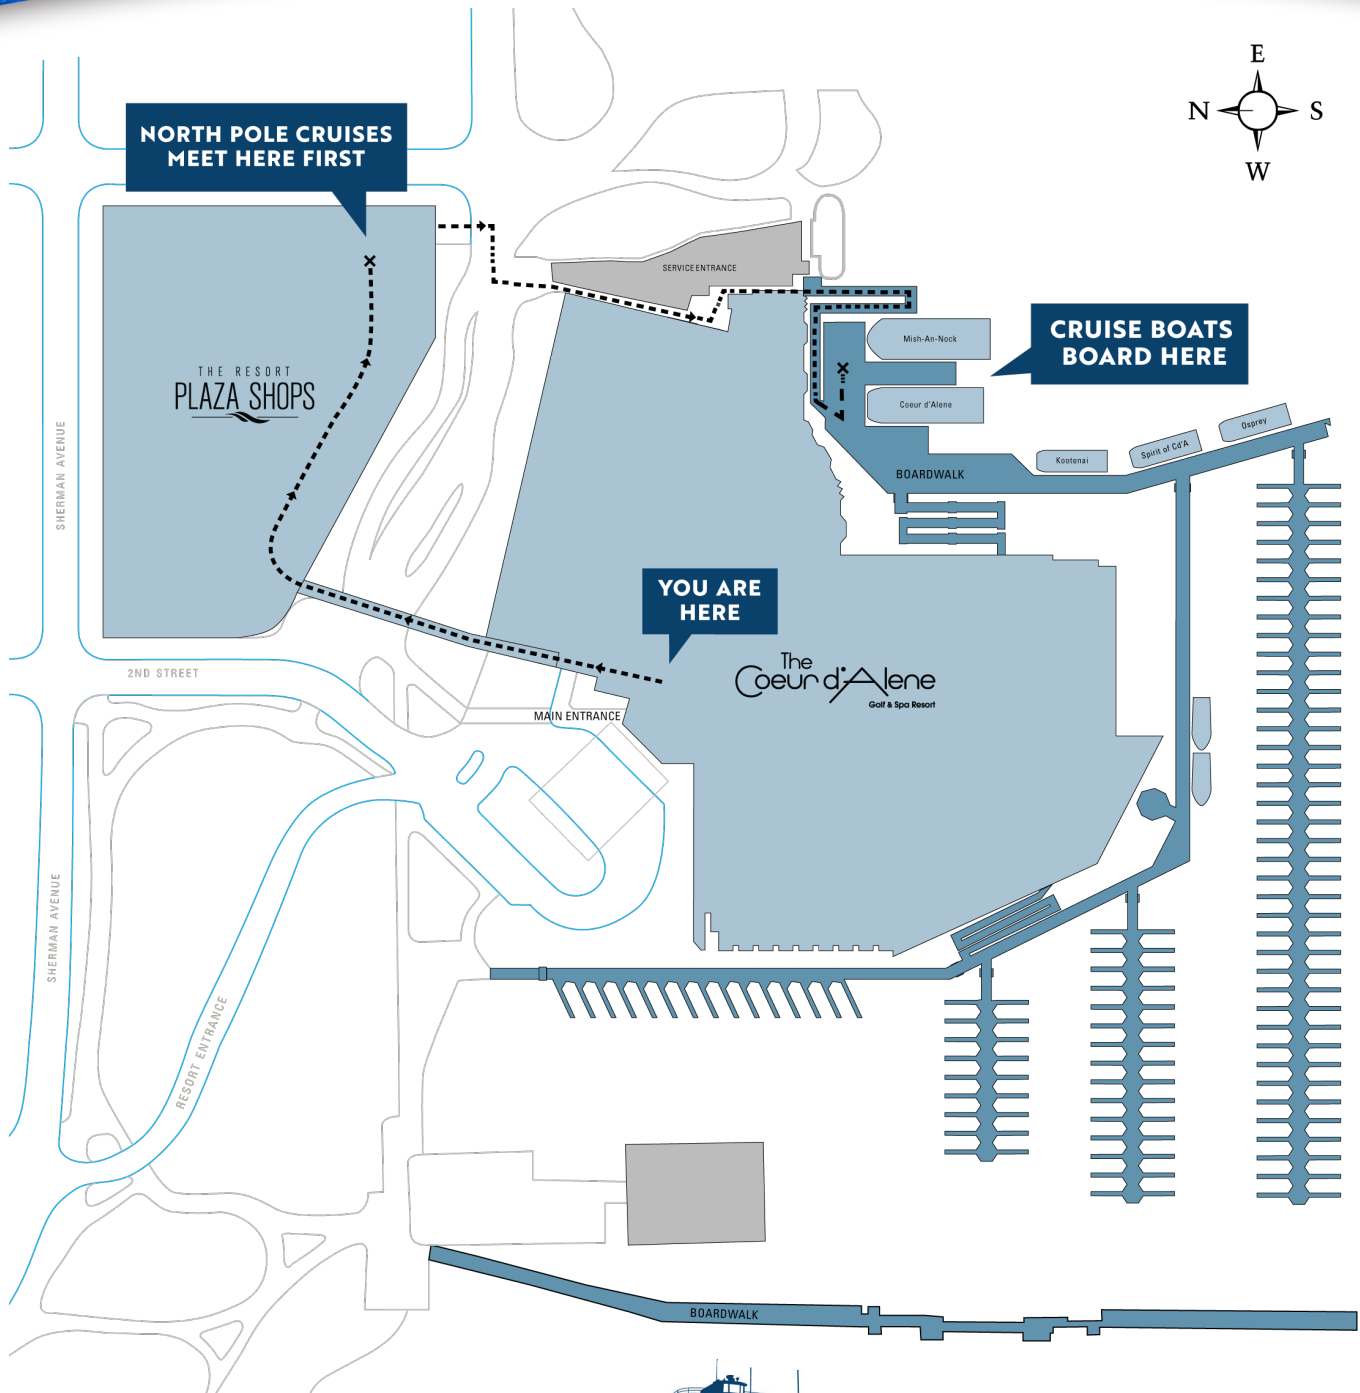 E
N
S
W
NORTH POLE CRUISES
MEET HERE FIRST
SERVICE ENTRANCE
CRUISE BOATS
BOARD HERE
Mish-An-Nock
Coeur d'Alene
THE RESORT
PLAZA SHOPS
Osprey
Spirit of Cd'A
Kootenai
BOARDWALK
SHERMAN AVENUE
YOU ARE
HERE
The
Coeur d'Alene
Golf & Spa Resort
2ND STREET
MAIN ENTRANCE
SHERMAN AVENUE
RESORT ENTRANCE
BOARDWALK